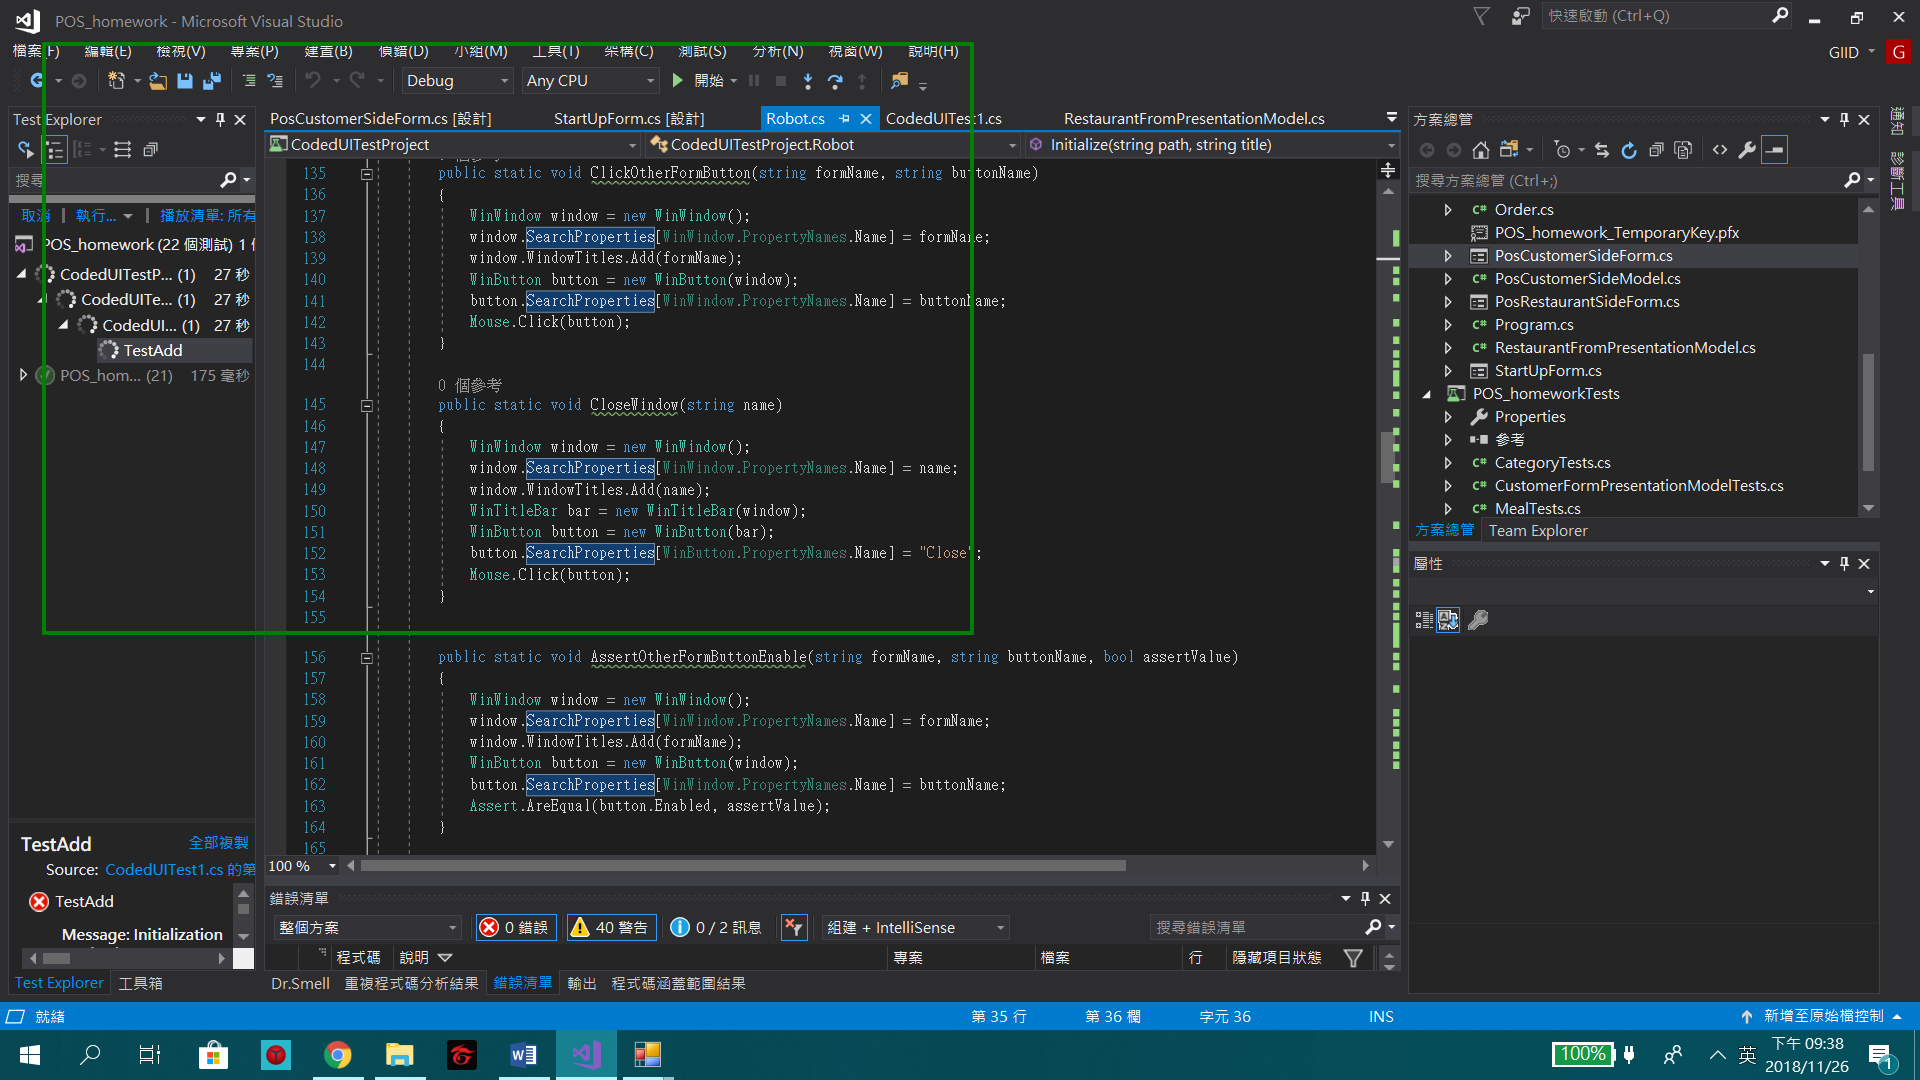 POS_homework - Microsoft Visual Studio
快速啟動 (Ctrl+Q)
檔案(F) 編輯(E) 檢視(V) 專案(P) 建置(B) 偵錯(D) 小組(M) 工具(T) 架構(C) 測試(S) 分析(N) 視窗(W) 說明(H)
GIID G
Debug Any CPU 開始
Test Explorer
PosCustomerSideForm.cs [設計] StartUpForm.cs [設計] Robot.cs CodedUITest1.cs RestaurantFromPresentationModel.cs
CodedUITestProject CodedUITestProject.Robot Initialize(string path, string title)
搜尋
取消 執行... 播放清單: 所有
POS_homework (22 個測試) 1
CodedUITestP... (1) 27 秒
CodedUITe... (1) 27 秒
CodedUI... (1) 27 秒
TestAdd
POS_hom... (21) 175 毫秒
135 public static void ClickOtherFormButton(string formName, string buttonName)
136 {
137 WinWindow window = new WinWindow();
138 window.SearchProperties[WinWindow.PropertyNames.Name] = formName;
139 window.WindowTitles.Add(formName);
140 WinButton button = new WinButton(window);
141 button.SearchProperties[WinWindow.PropertyNames.Name] = buttonName;
142 Mouse.Click(button);
143 }
144
0 個參考
145 public static void CloseWindow(string name)
146 {
147 WinWindow window = new WinWindow();
148 window.SearchProperties[WinWindow.PropertyNames.Name] = name;
149 window.WindowTitles.Add(name);
150 WinTitleBar bar = new WinTitleBar(window);
151 WinButton button = new WinButton(bar);
152 button.SearchProperties[WinButton.PropertyNames.Name] = "Close";
153 Mouse.Click(button);
154 }
155
156 public static void AssertOtherFormButtonEnable(string formName, string buttonName, bool assertValue)
157 {
158 WinWindow window = new WinWindow();
159 window.SearchProperties[WinWindow.PropertyNames.Name] = formName;
160 window.WindowTitles.Add(formName);
161 WinButton button = new WinButton(window);
162 button.SearchProperties[WinWindow.PropertyNames.Name] = buttonName;
163 Assert.AreEqual(button.Enabled, assertValue);
164 }
165
100 %
方案總管
搜尋方案總管 (Ctrl+;)
C# Order.cs
POS_homework_TemporaryKey.pfx
PosCustomerSideForm.cs
C# PosCustomerSideModel.cs
PosRestaurantSideForm.cs
C# Program.cs
C# RestaurantFromPresentationModel.cs
StartUpForm.cs
POS_homeworkTests
Properties
參考
C# CategoryTests.cs
C# CustomerFormPresentationModelTests.cs
C# MealTests.cs
方案總管 Team Explorer
屬性
通知
診斷工具
TestAdd 全部複製
Source: CodedUITest1.cs 的第
TestAdd
Message: Initialization
Test Explorer 工具箱
錯誤清單
整個方案 0 錯誤 40 警告 0 / 2 訊息 組建 + IntelliSense 搜尋錯誤清單
程式碼 說明 專案 檔案 行 隱藏項目狀態
Dr.Smell 重複程式碼分析結果 錯誤清單 輸出 程式碼涵蓋範圍結果
就緒 第 35 行 第 36 欄 字元 36 INS 新增至原始檔控制
100% 英 下午 09:38
2018/11/26 1